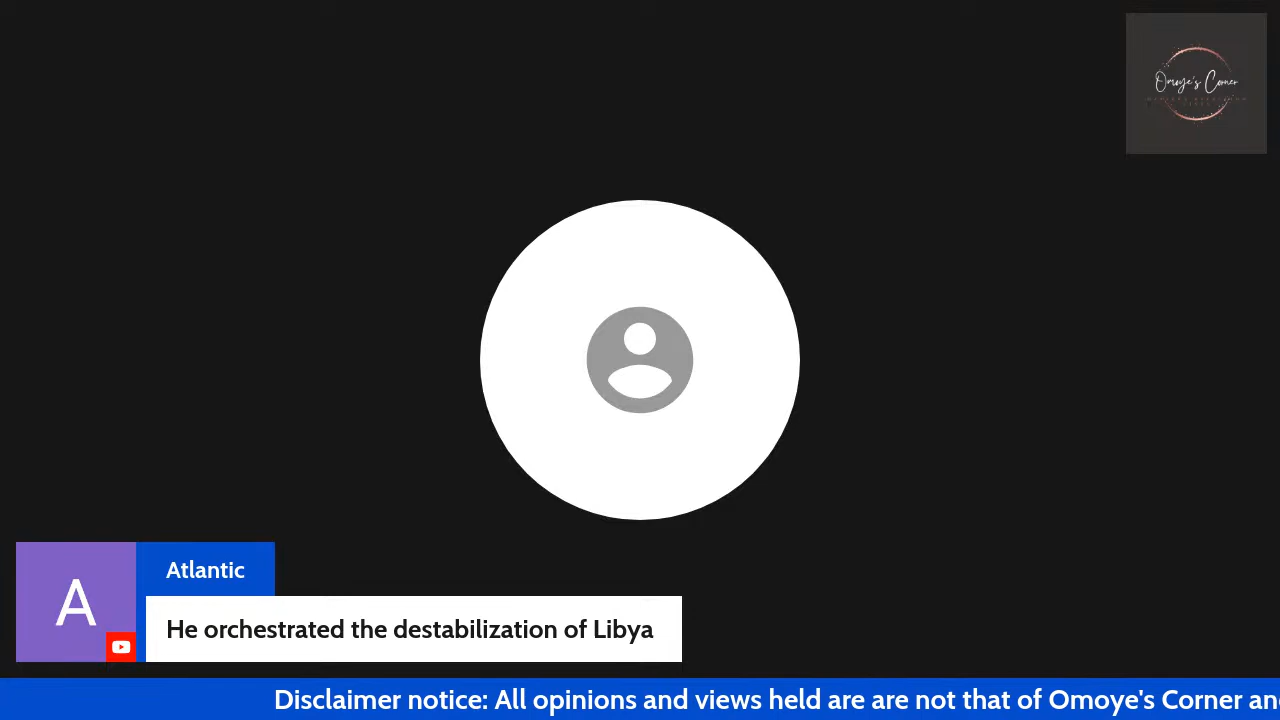 Omoye's Corner
A
Atlantic
He orchestrated the destabilization of Libya
Disclaimer notice: All opinions and views held are are not that of Omoye's Corner an